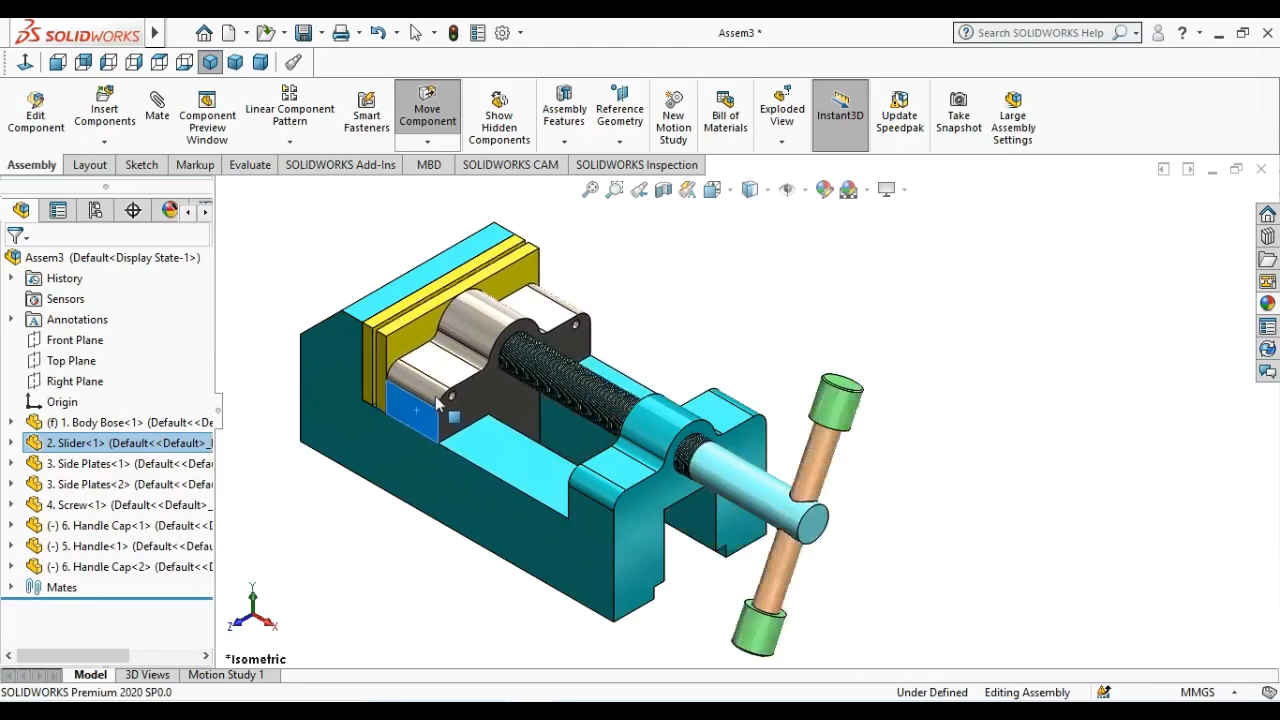 SOLIDWORKS
Assem3 *
Search SOLIDWORKS Help
?
Edit Component
Insert Components
Mate
Component Preview Window
Linear Component Pattern
Smart Fasteners
Move Component
Show Hidden Components
Assembly Features
Reference Geometry
New Motion Study
Bill of Materials
Exploded View
Instant3D
Update Speedpak
Take Snapshot
Large Assembly Settings
Assembly
Layout
Sketch
Markup
Evaluate
SOLIDWORKS Add-Ins
MBD
SOLIDWORKS CAM
SOLIDWORKS Inspection
Assem3 (Default<Display State-1>)
History
Sensors
Annotations
Front Plane
Top Plane
Right Plane
Origin
(f) 1. Body Bose<1> (Default<<De
2. Slider<1> (Default<<Default>_
3. Side Plates<1> (Default<<Defau
3. Side Plates<2> (Default<<Defau
4. Screw<1> (Default<<Default>_
(-) 6. Handle Cap<1> (Default<<D
(-) 5. Handle<1> (Default<<Defau
(-) 6. Handle Cap<2> (Default<<D
Mates
Y
Z
X
*Isometric
Model
3D Views
Motion Study 1
SOLIDWORKS Premium 2020 SP0.0
Under Defined
Editing Assembly
MMGS